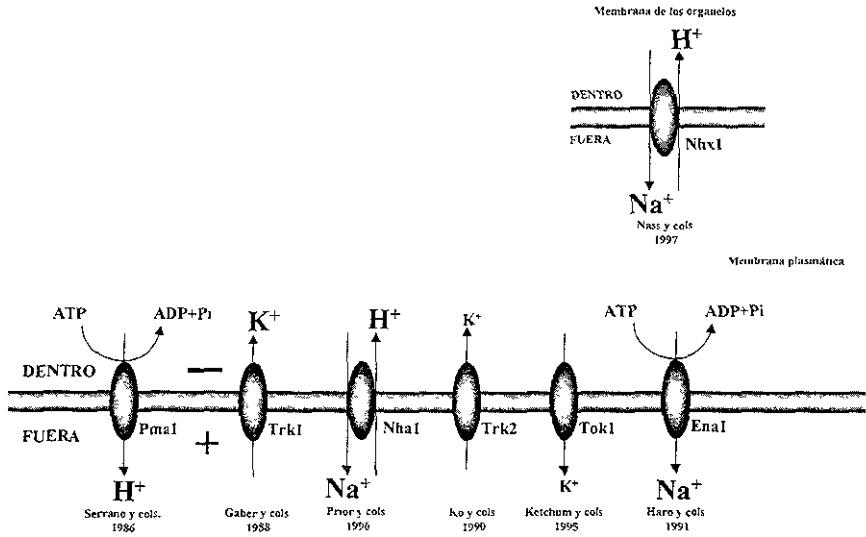 Membrana de los organelos
H⁺
DENTRO
FUERA
Nhx1
Na⁺
Nass y cols
1997
Membrana plasmática
ATP
ADP+Pi
K⁺
H⁺
K⁺
ATP
ADP+Pi
DENTRO
−
FUERA
+
Pma1
Trk1
Nha1
Trk2
Tok1
Ena1
H⁺
Na⁺
K⁺
Na⁺
Serrano y cols.
1986
Gaber y cols
1988
Prior y cols
1996
Ko y cols
1990
Ketchum y cols
1995
Haro y cols
1991